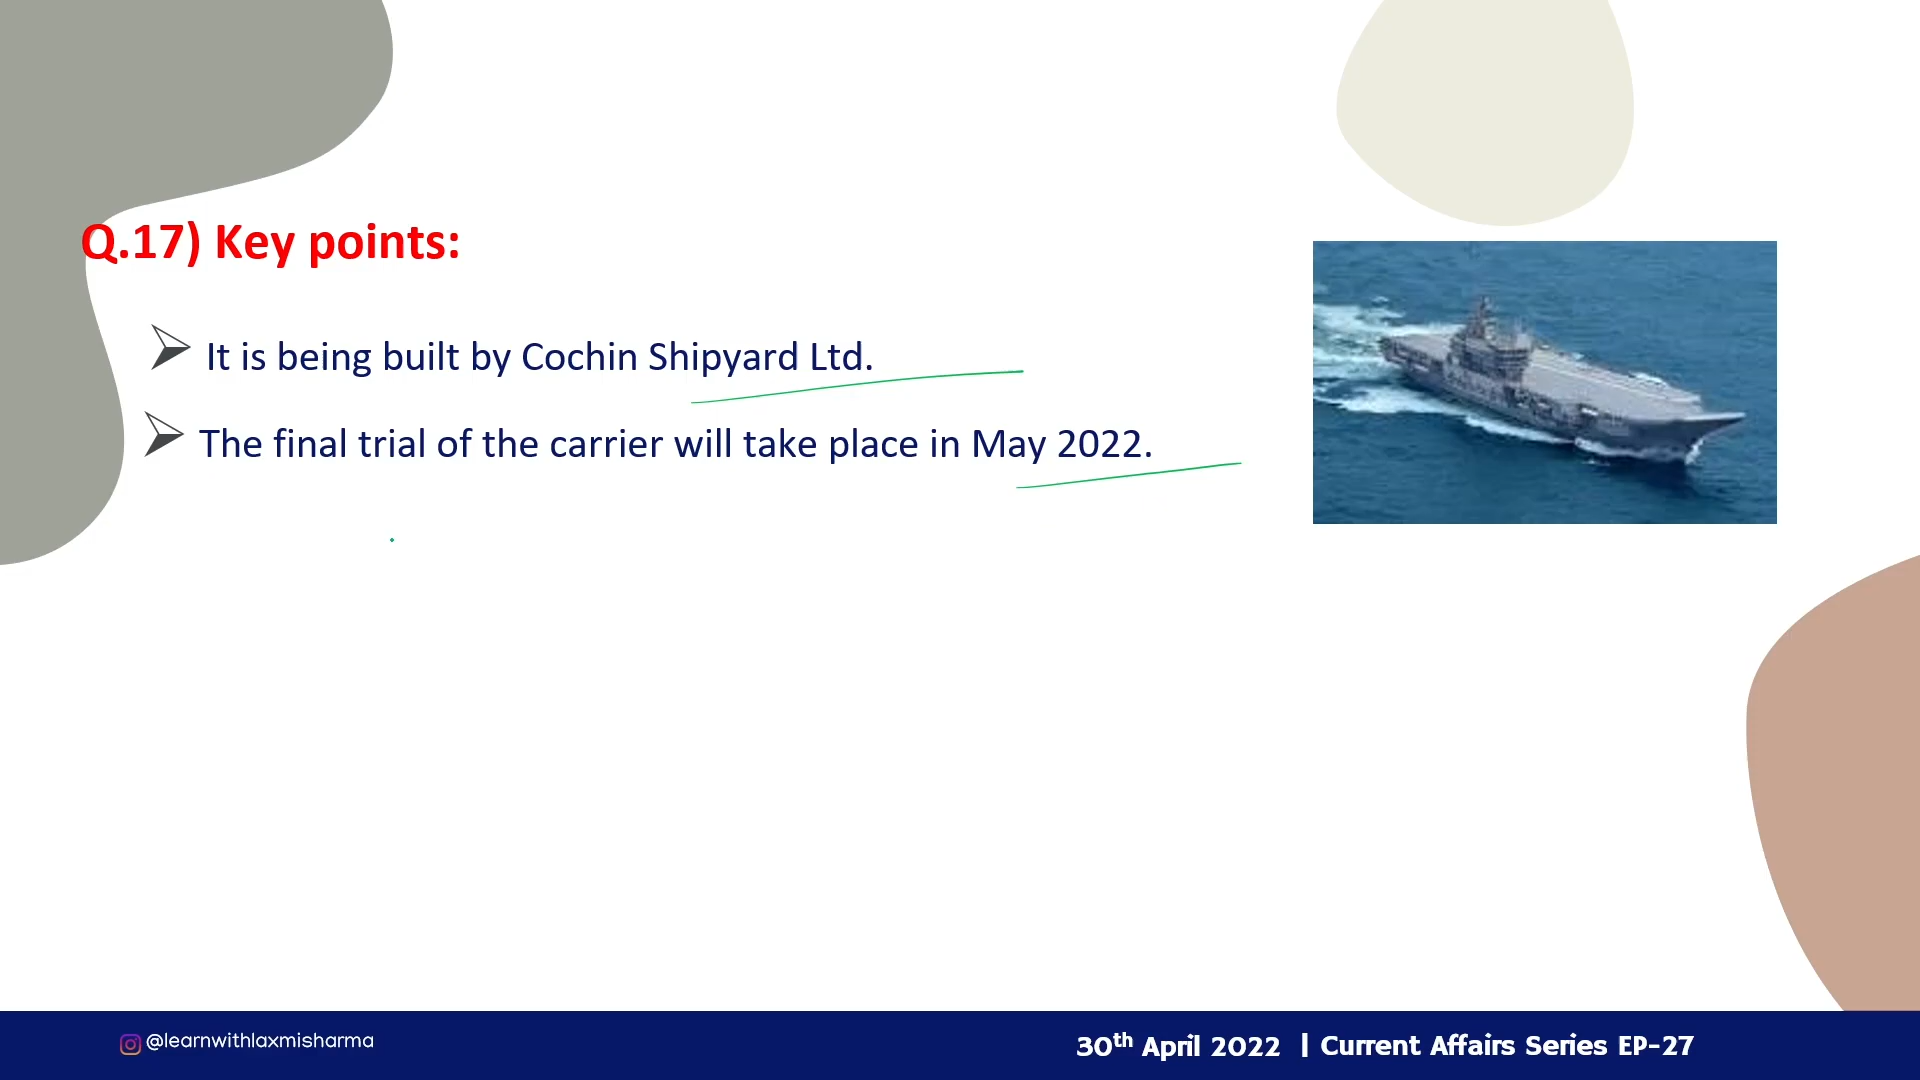 Q.17) Key points:
It is being built by Cochin Shipyard Ltd.
The final trial of the carrier will take place in May 2022.
@learnwithlaxmisharma
30th April 2022 | Current Affairs Series EP-27